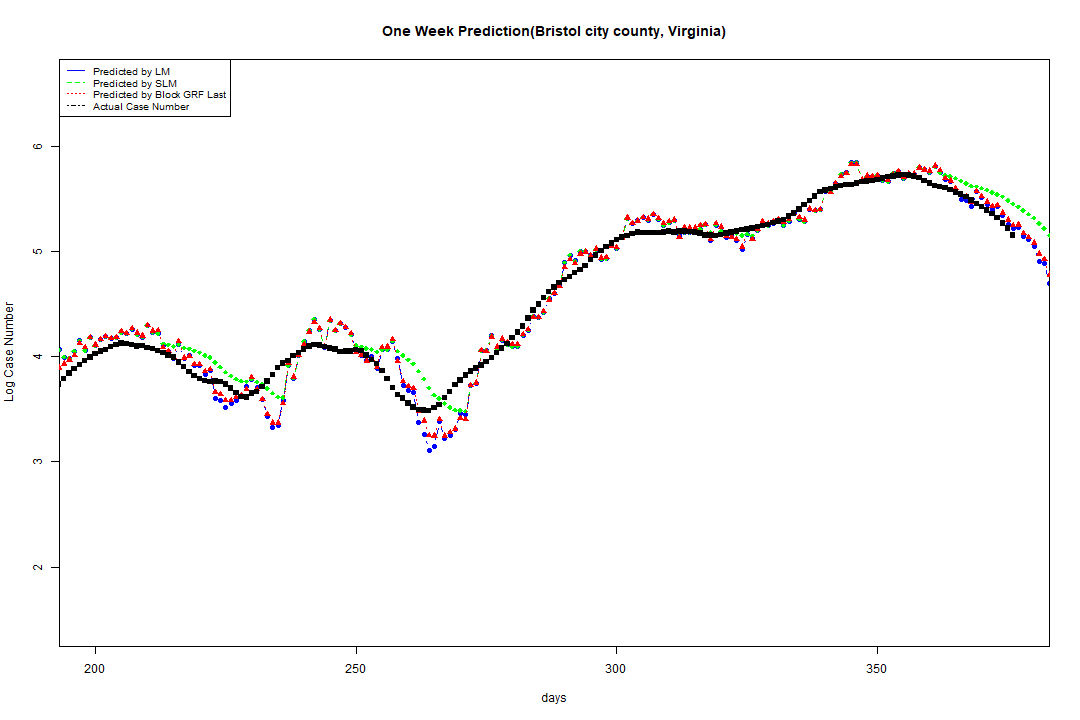 One Week Prediction(Bristol city county, Virginia)
Predicted by LM
Predicted by SLM
Predicted by Block GRF Last
Actual Case Number
Log Case Number
6
5
4
3
2
200 250 300 350
days